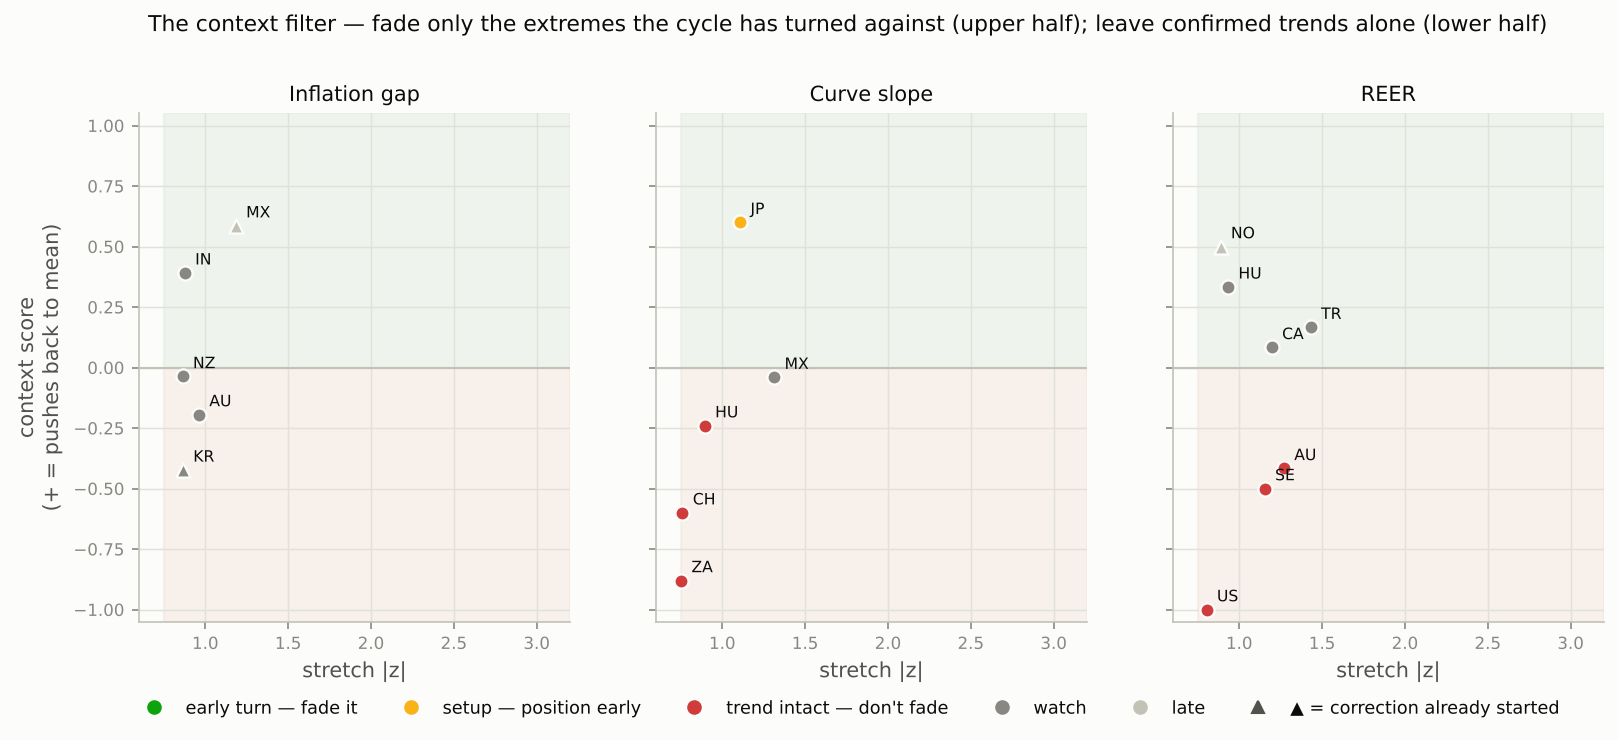 The context filter — fade only the extremes the cycle has turned against (upper half); leave confirmed trends alone (lower half)
Inflation gap
Curve slope
REER
context score
(+ = pushes back to mean)
1.00
0.75
0.50
0.25
0.00
−0.25
−0.50
−0.75
−1.00
MX
IN
NZ
AU
KR
1.0 1.5 2.0 2.5 3.0
stretch |z|
JP
MX
HU
CH
ZA
1.0 1.5 2.0 2.5 3.0
stretch |z|
NO
HU
TR
CA
AU
SE
US
1.0 1.5 2.0 2.5 3.0
stretch |z|
early turn — fade it setup — position early trend intact — don't fade watch late ▲ = correction already started